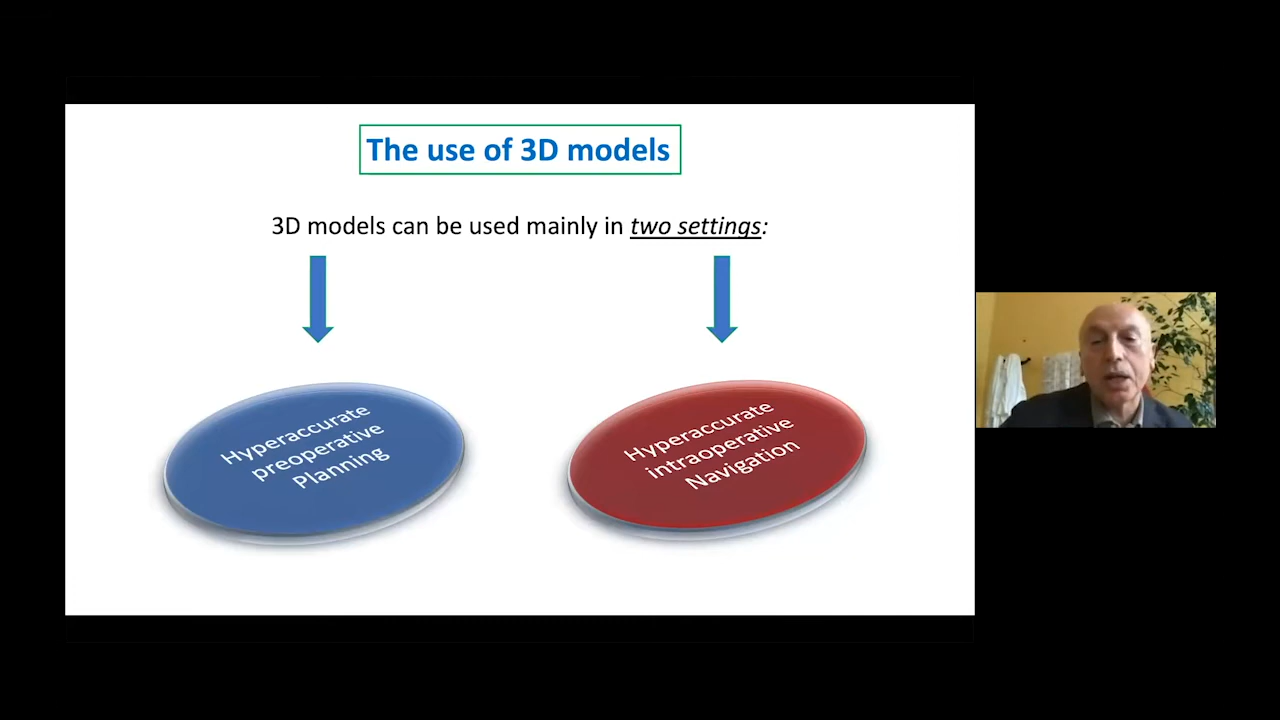 The use of 3D models
3D models can be used mainly in two settings:
Hyperaccurate
preoperative
Planning
Hyperaccurate
intraoperative
Navigation